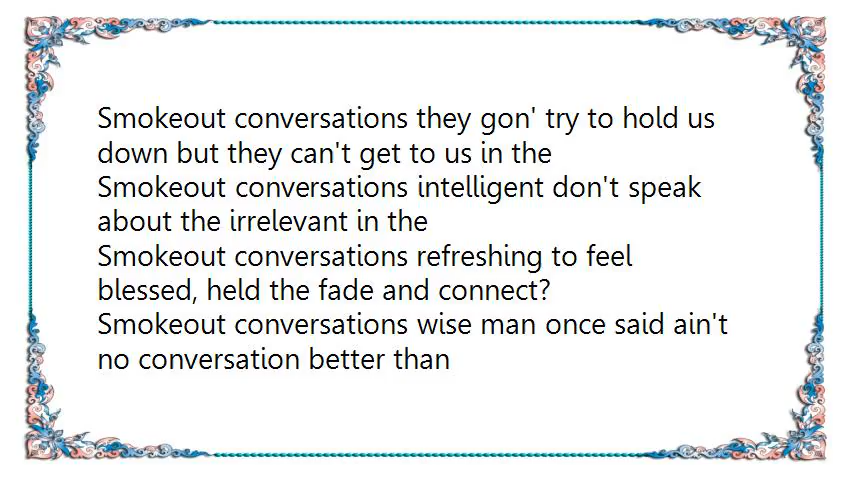 Smokeout conversations they gon' try to hold us
down but they can't get to us in the
Smokeout conversations intelligent don't speak
about the irrelevant in the
Smokeout conversations refreshing to feel
blessed, held the fade and connect?
Smokeout conversations wise man once said ain't
no conversation better than